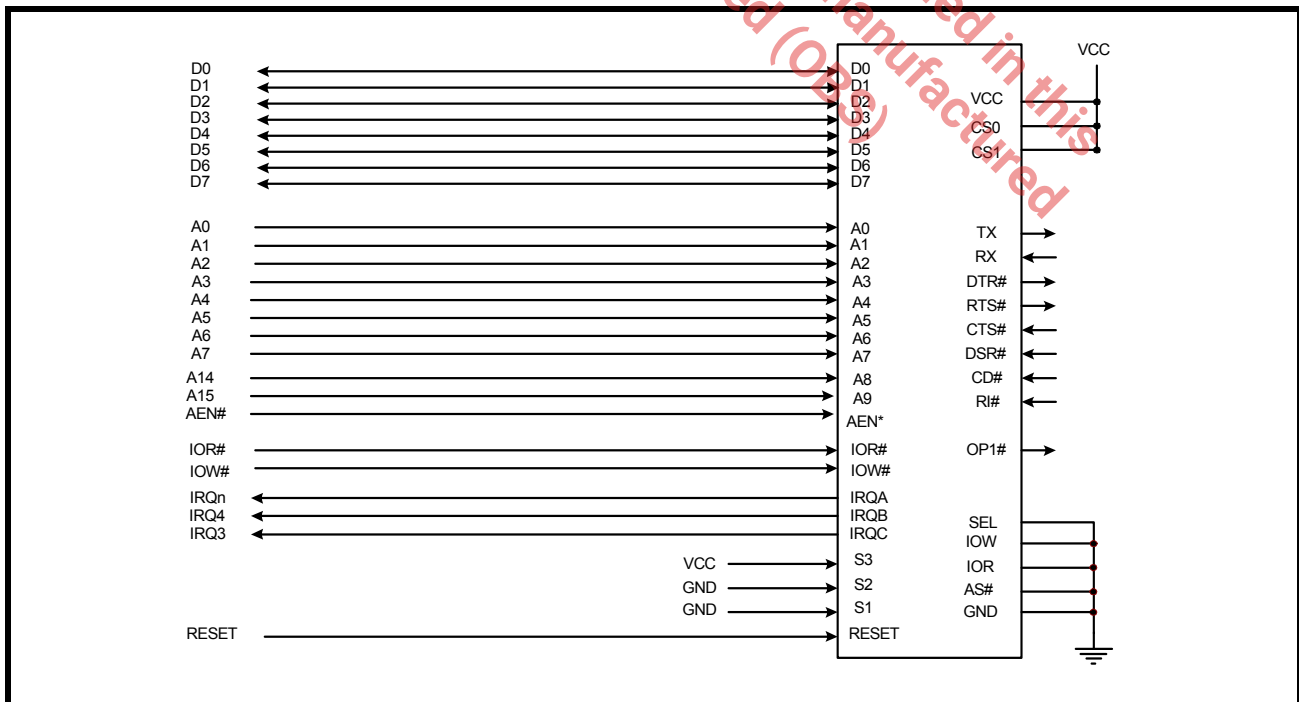 ed in this
ed (OBS) manufactured
VCC
D0 D0
D1 D1
D2 D2 VCC
D3 D3
D4 D4 CS0
D5 D5 CS1
D6 D6
D7 D7
A0 A0 TX
A1 A1
A2 A2 RX
A3 A3 DTR#
A4 A4 RTS#
A5 A5
A6 A6 CTS#
A7 A7 DSR#
A14 A8 CD#
A15 A9 RI#
AEN# AEN*
IOR# IOR# OP1#
IOW# IOW#
IRQn IRQA
IRQ4 IRQB SEL
IRQ3 IRQC IOW
VCC S3 IOR
GND S2 AS#
GND S1 GND
RESET RESET